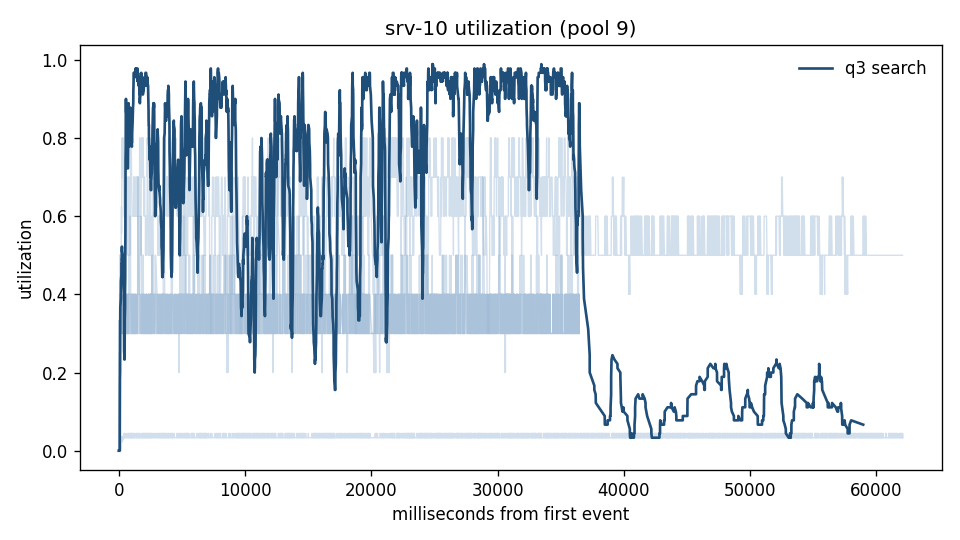 srv-10 utilization (pool 9)
q3 search
utilization
1.0
0.8
0.6
0.4
0.2
0.0
0 10000 20000 30000 40000 50000 60000
milliseconds from first event